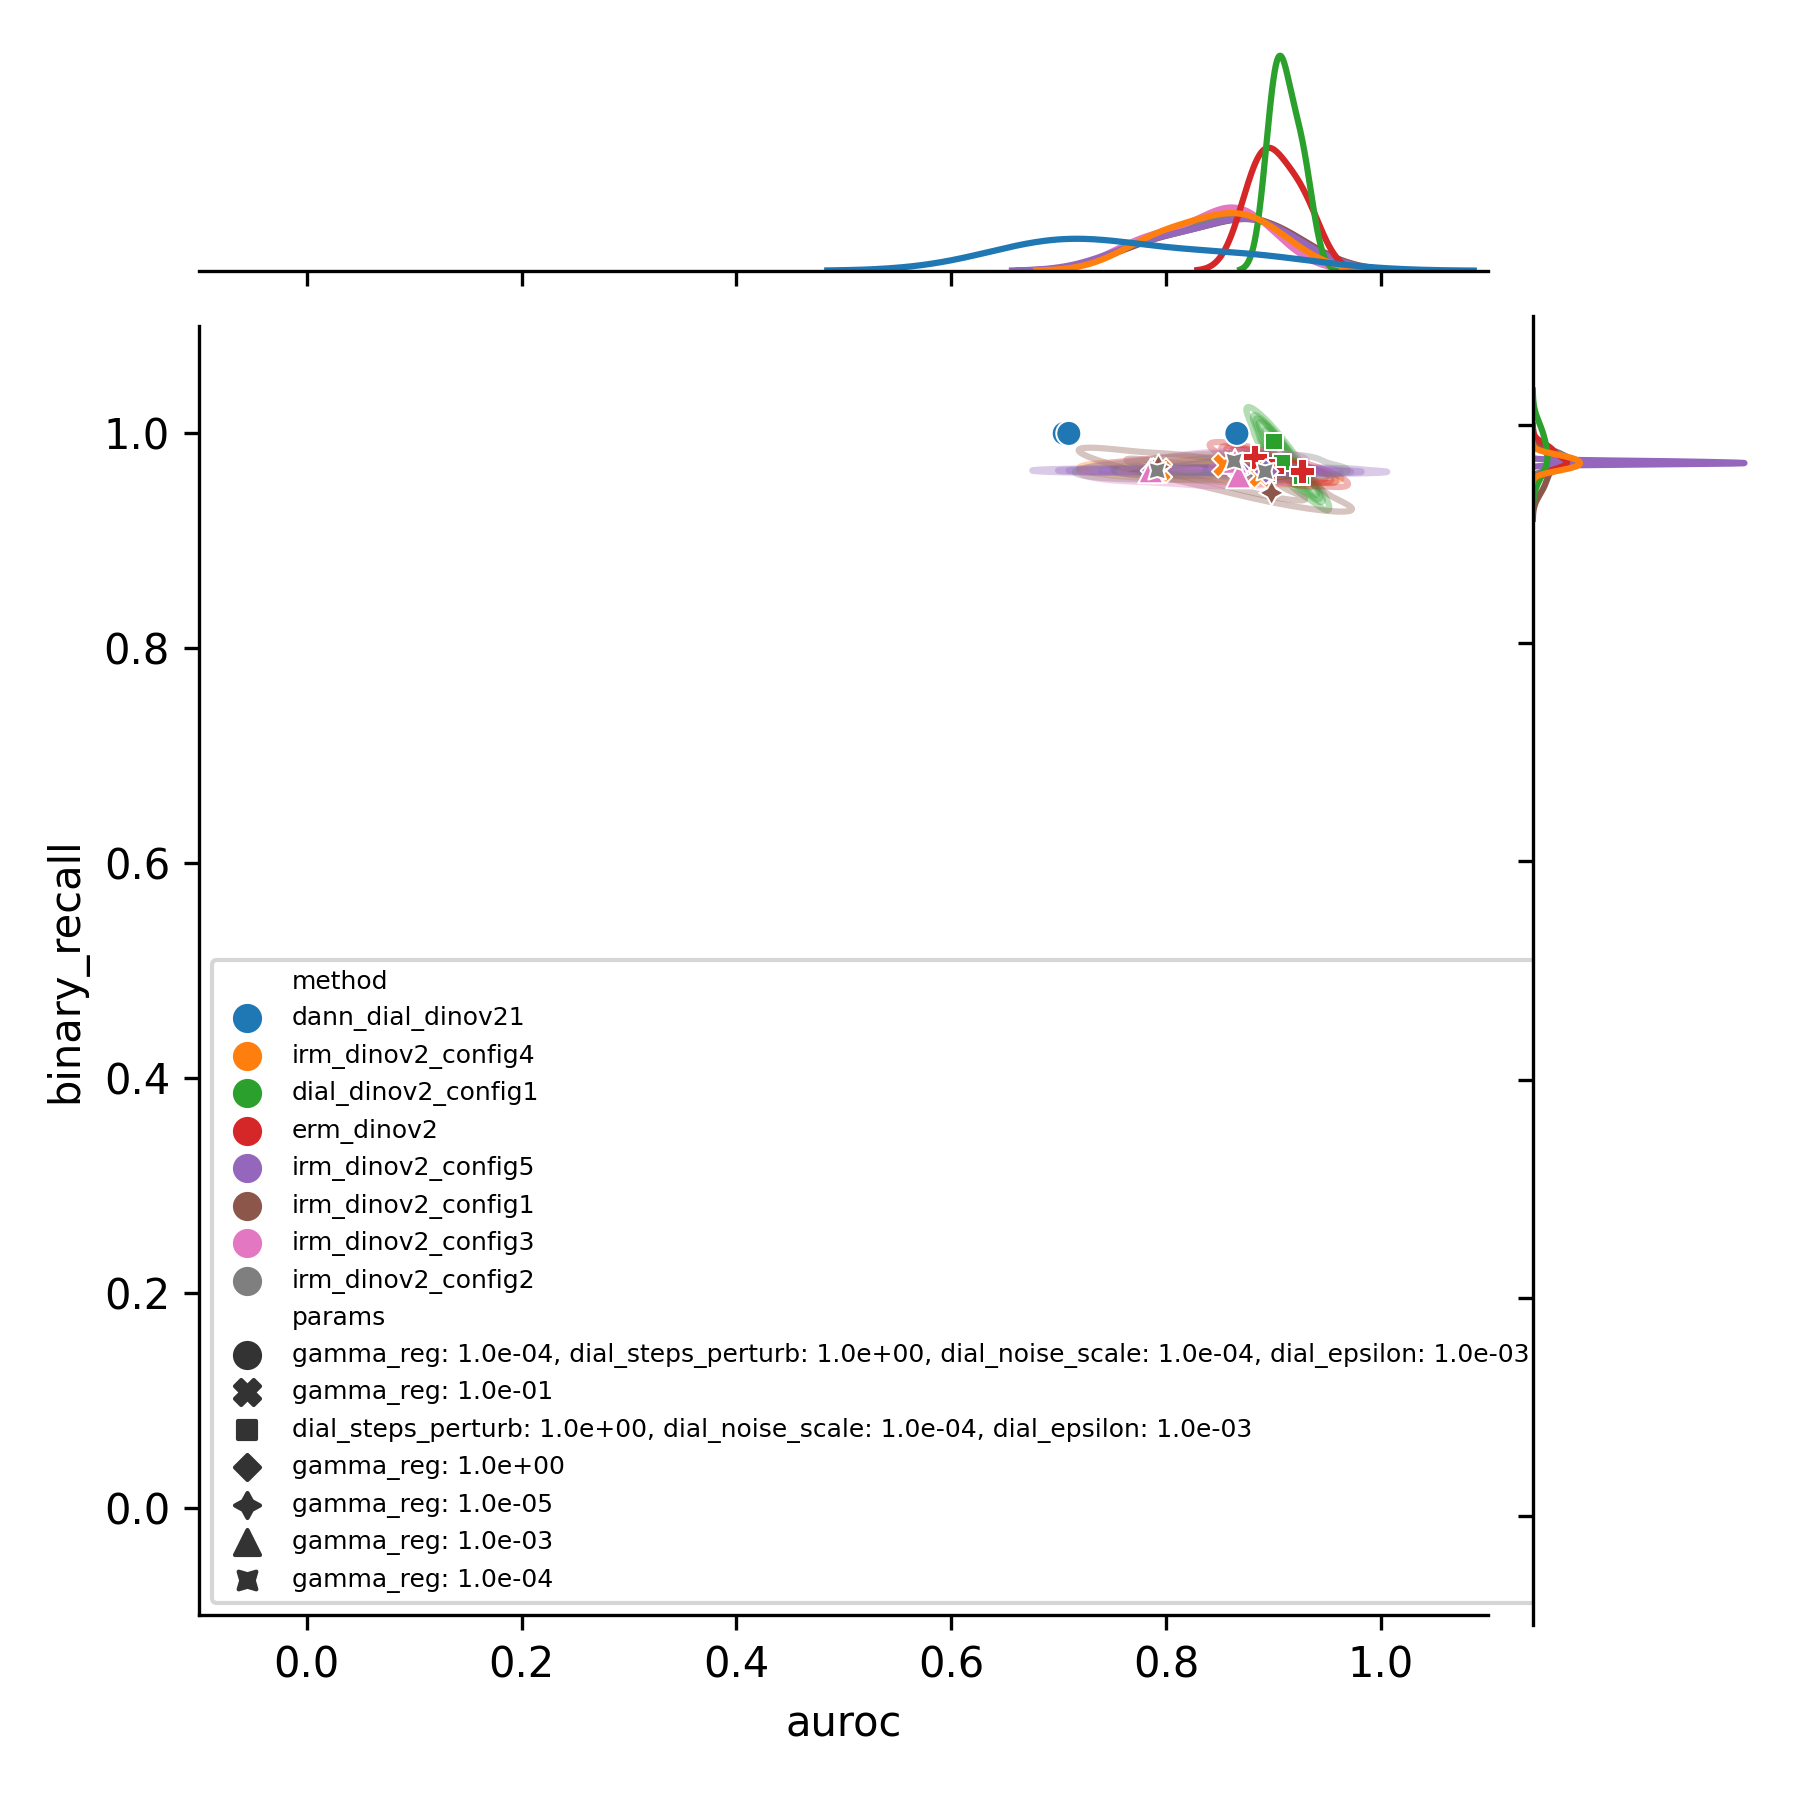 1.0
0.8
0.6
0.4
0.2
0.0
binary_recall
method
dann_dial_dinov21
irm_dinov2_config4
dial_dinov2_config1
erm_dinov2
irm_dinov2_config5
irm_dinov2_config1
irm_dinov2_config3
irm_dinov2_config2
params
gamma_reg: 1.0e-04, dial_steps_perturb: 1.0e+00, dial_noise_scale: 1.0e-04, dial_epsilon: 1.0e-03
gamma_reg: 1.0e-01
dial_steps_perturb: 1.0e+00, dial_noise_scale: 1.0e-04, dial_epsilon: 1.0e-03
gamma_reg: 1.0e+00
gamma_reg: 1.0e-05
gamma_reg: 1.0e-03
gamma_reg: 1.0e-04
0.0 0.2 0.4 0.6 0.8 1.0
auroc